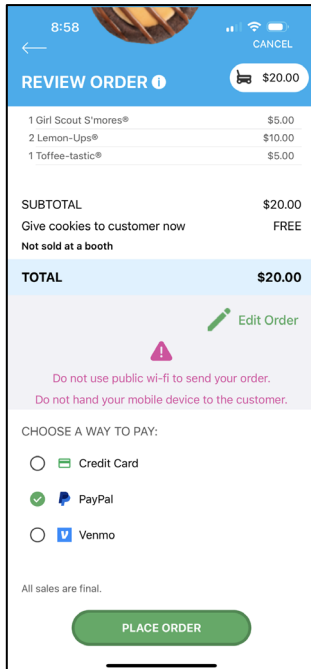 8:58
CANCEL
REVIEW ORDER
$20.00
1 Girl Scout S'mores® $5.00
2 Lemon-Ups® $10.00
1 Toffee-tastic® $5.00
SUBTOTAL $20.00
Give cookies to customer now FREE
Not sold at a booth
TOTAL $20.00
Edit Order
Do not use public wi-fi to send your order.
Do not hand your mobile device to the customer.
CHOOSE A WAY TO PAY:
Credit Card
PayPal
Venmo
All sales are final.
PLACE ORDER